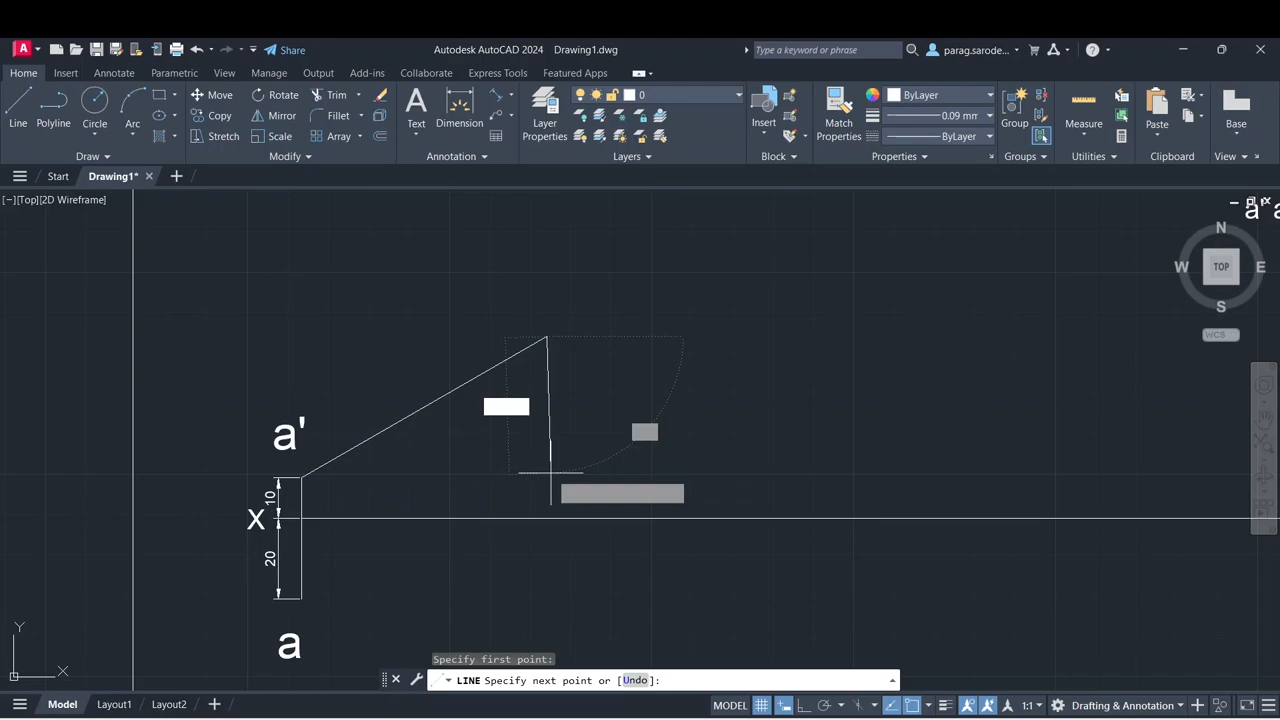 Share
Autodesk AutoCAD 2024 Drawing1.dwg
Type a keyword or phrase
parag.sarode...
Home Insert Annotate Parametric View Manage Output Add-ins Collaborate Express Tools Featured Apps
Line Polyline Circle Arc
Move Rotate Trim
Copy Mirror Fillet
Stretch Scale Array
Text Dimension
Layer Properties
0
Insert
Match Properties
ByLayer
0.09 mm
ByLayer
Group
Measure
Paste
Base
Draw Modify Annotation Layers Block Properties Groups Utilities Clipboard View
Start Drawing1*
[−][Top][2D Wireframe]
a'
N
W TOP E
S
WCS
a'
10
X
20
a
Y
X
Specify first point:
LINE Specify next point or [Undo]:
Model Layout1 Layout2
MODEL 1:1 Drafting & Annotation